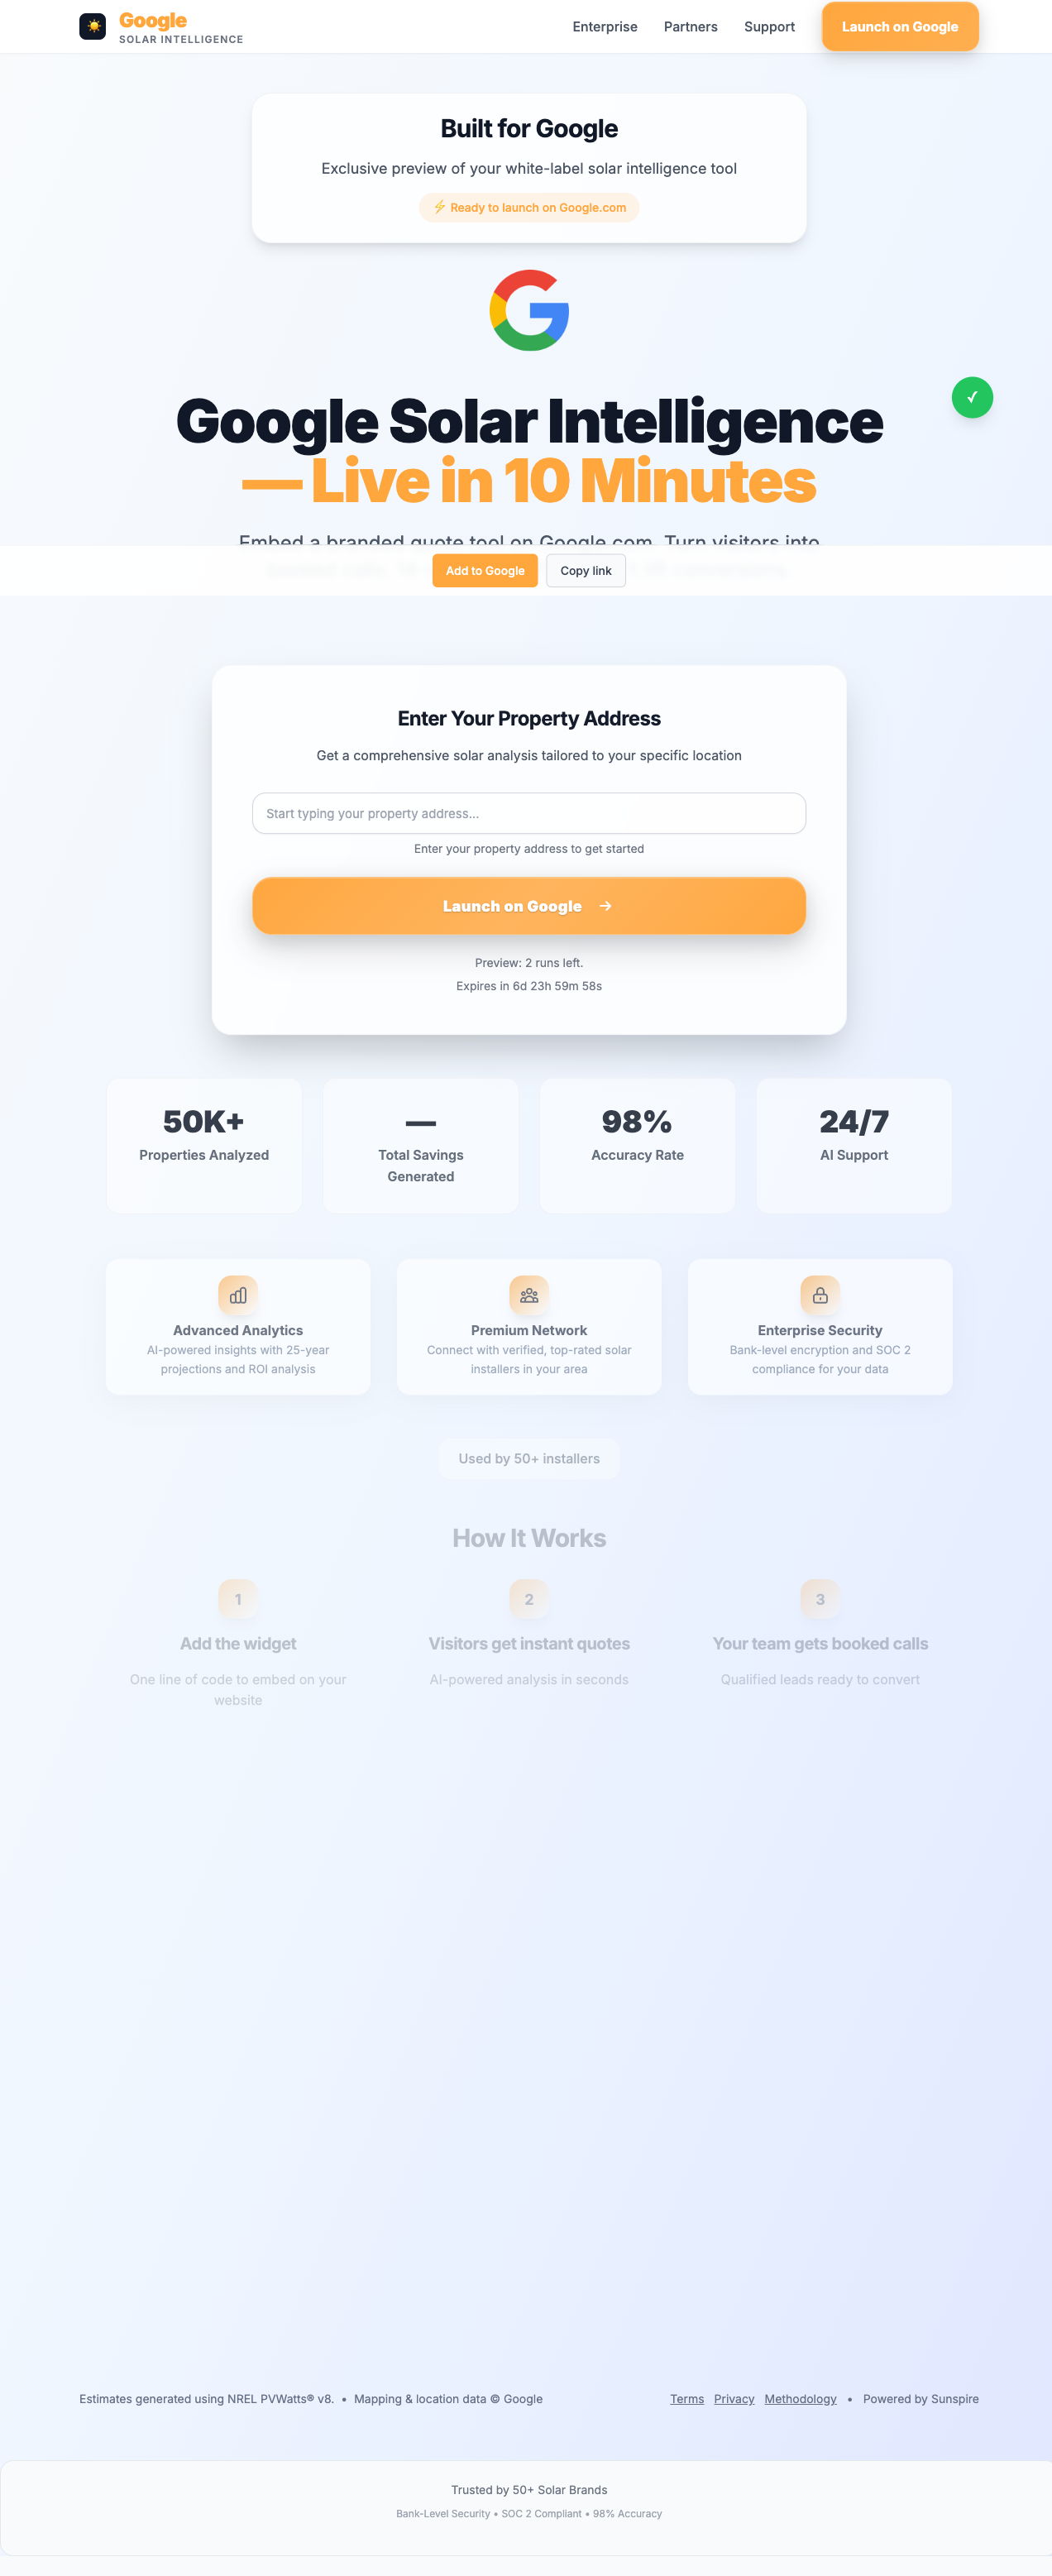 Google
SOLAR INTELLIGENCE
Enterprise
Partners
Support
Launch on Google
Built for Google
Exclusive preview of your white-label solar intelligence tool
⚡ Ready to launch on Google.com
Google Solar Intelligence
— Live in 10 Minutes
Embed a branded quote tool on Google.com. Turn visitors into
Add to Google
Copy link
Enter Your Property Address
Get a comprehensive solar analysis tailored to your specific location
Start typing your property address...
Enter your property address to get started
Launch on Google →
Preview: 2 runs left.
Expires in 6d 23h 59m 58s
50K+
Properties Analyzed
—
Total Savings
Generated
98%
Accuracy Rate
24/7
AI Support
Advanced Analytics
AI-powered insights with 25-year
projections and ROI analysis
Premium Network
Connect with verified, top-rated solar
installers in your area
Enterprise Security
Bank-level encryption and SOC 2
compliance for your data
Used by 50+ installers
How It Works
1
Add the widget
One line of code to embed on your
website
2
Visitors get instant quotes
AI-powered analysis in seconds
3
Your team gets booked calls
Qualified leads ready to convert
Estimates generated using NREL PVWatts® v8. • Mapping & location data © Google
Terms Privacy Methodology • Powered by Sunspire
Trusted by 50+ Solar Brands
Bank-Level Security • SOC 2 Compliant • 98% Accuracy